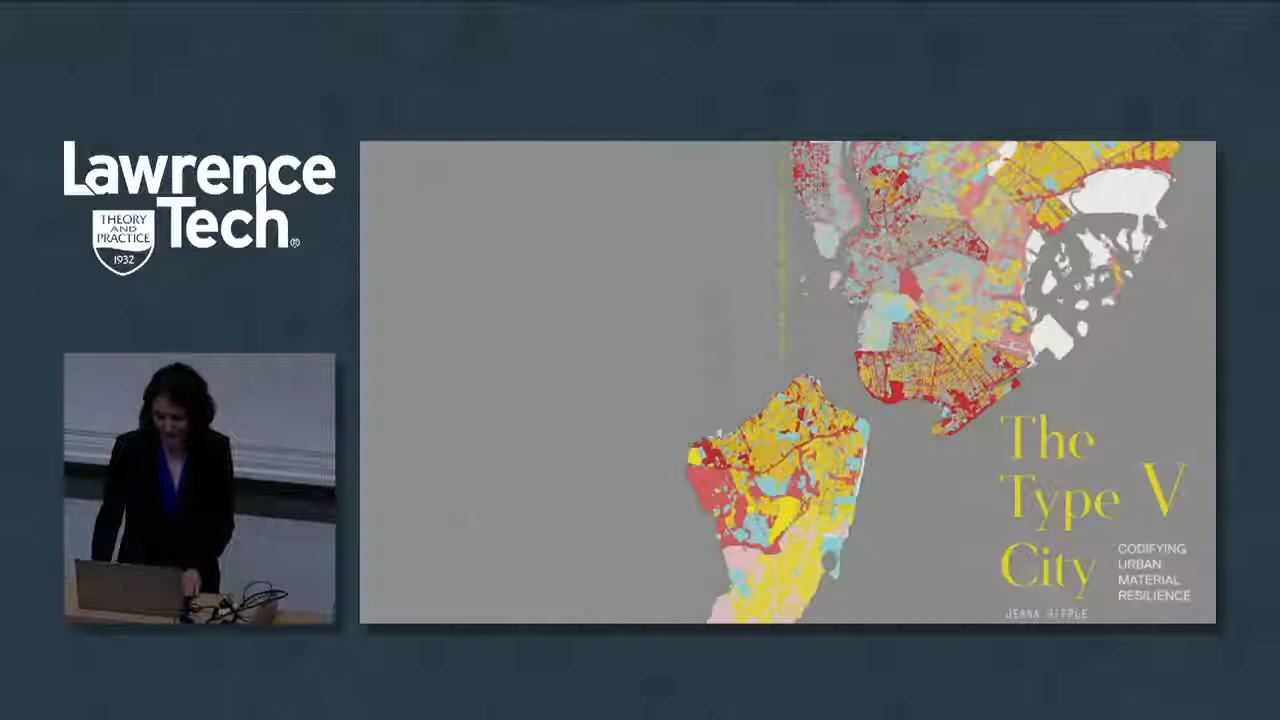 Lawrence
Tech®
THEORY
AND
PRACTICE
1932
The
Type V
City
CODIFYING
URBAN
MATERIAL
RESILIENCE